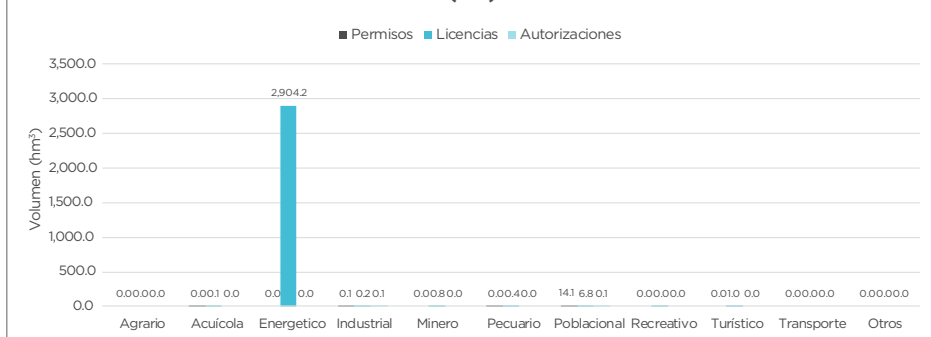 Permisos Licencias Autorizaciones
3,500.0
3,000.0
2,500.0
2,000.0
1,500.0
1,000.0
500.0
0.0
Volumen (hm³)
2,904.2
0.00.00.0 0.00.1 0.0 0.0 0.0 0.1 0.2 0.1 0.00.80.0 0.00.40.0 14.1 6.8 0.1 0.00.00.0 0.01.0 0.0 0.00.00.0 0.00.00.0
Agrario Acuícola Energetico Industrial Minero Pecuario Poblacional Recreativo Turístico Transporte Otros